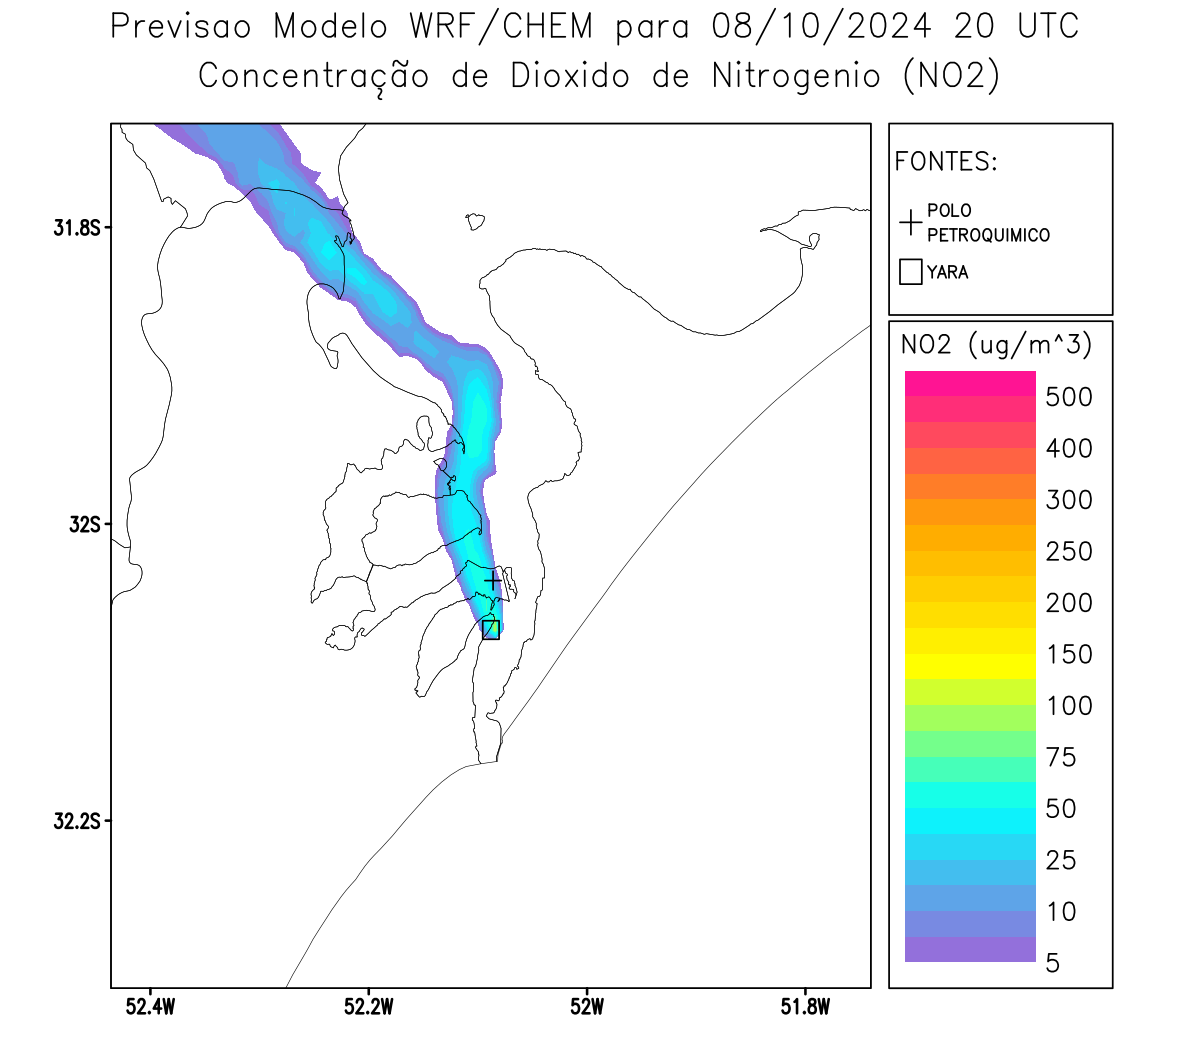 Previsao Modelo WRF/CHEM para 08/10/2024 20 UTC
Concentração de Dioxido de Nitrogenio (NO2)
FONTES:
POLO
PETROQUIMICO
YARA
31.8S
32S
32.2S
52.4W
52.2W
52W
51.8W
NO2 (ug/m^3)
500
400
300
250
200
150
100
75
50
25
10
5